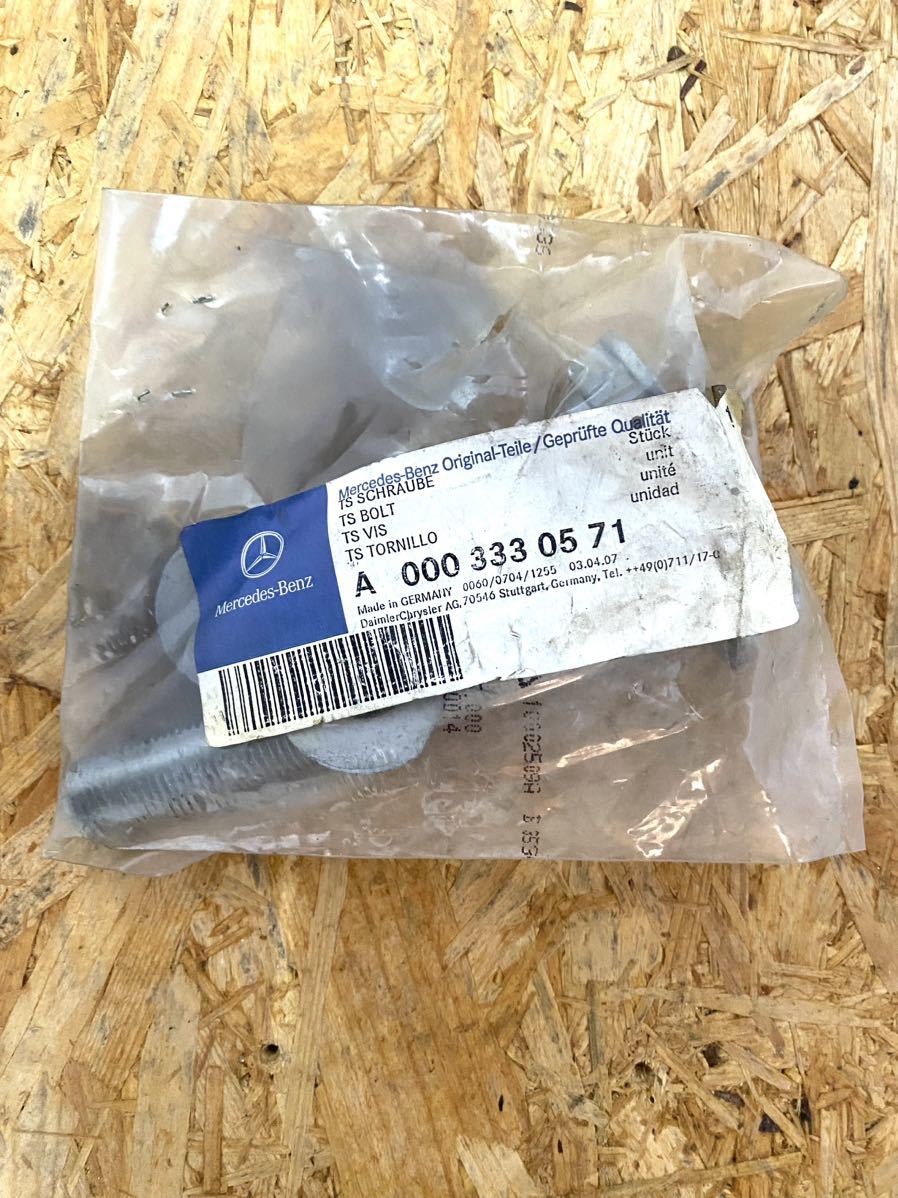 Mercedes-Benz Original-Teile/Geprüfte Qualität
TS SCHRAUBE
TS BOLT
TS VIS
TS TORNILLO
Stück
unit
unité
unidad
1
A 000 333 05 71
Made in GERMANY 0060/0704/1255 03.04.07
DaimlerChrysler AG, 70546 Stuttgart, Germany, Tel. ++49(0)711/17-0
Mercedes-Benz